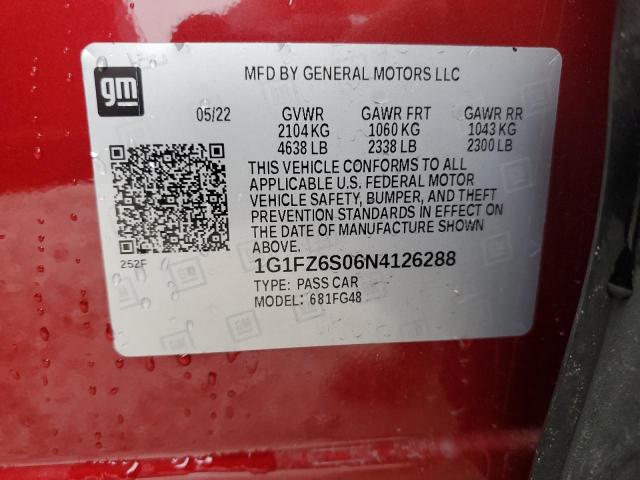 gm
MFD BY GENERAL MOTORS LLC
05/22 GVWR GAWR FRT GAWR RR
2104 KG 1060 KG 1043 KG
4638 LB 2338 LB 2300 LB
THIS VEHICLE CONFORMS TO ALL
APPLICABLE U.S. FEDERAL MOTOR
VEHICLE SAFETY, BUMPER, AND THEFT
PREVENTION STANDARDS IN EFFECT ON
THE DATE OF MANUFACTURE SHOWN
ABOVE.
252F
1G1FZ6S06N4126288
TYPE: PASS CAR
MODEL: 681FG48